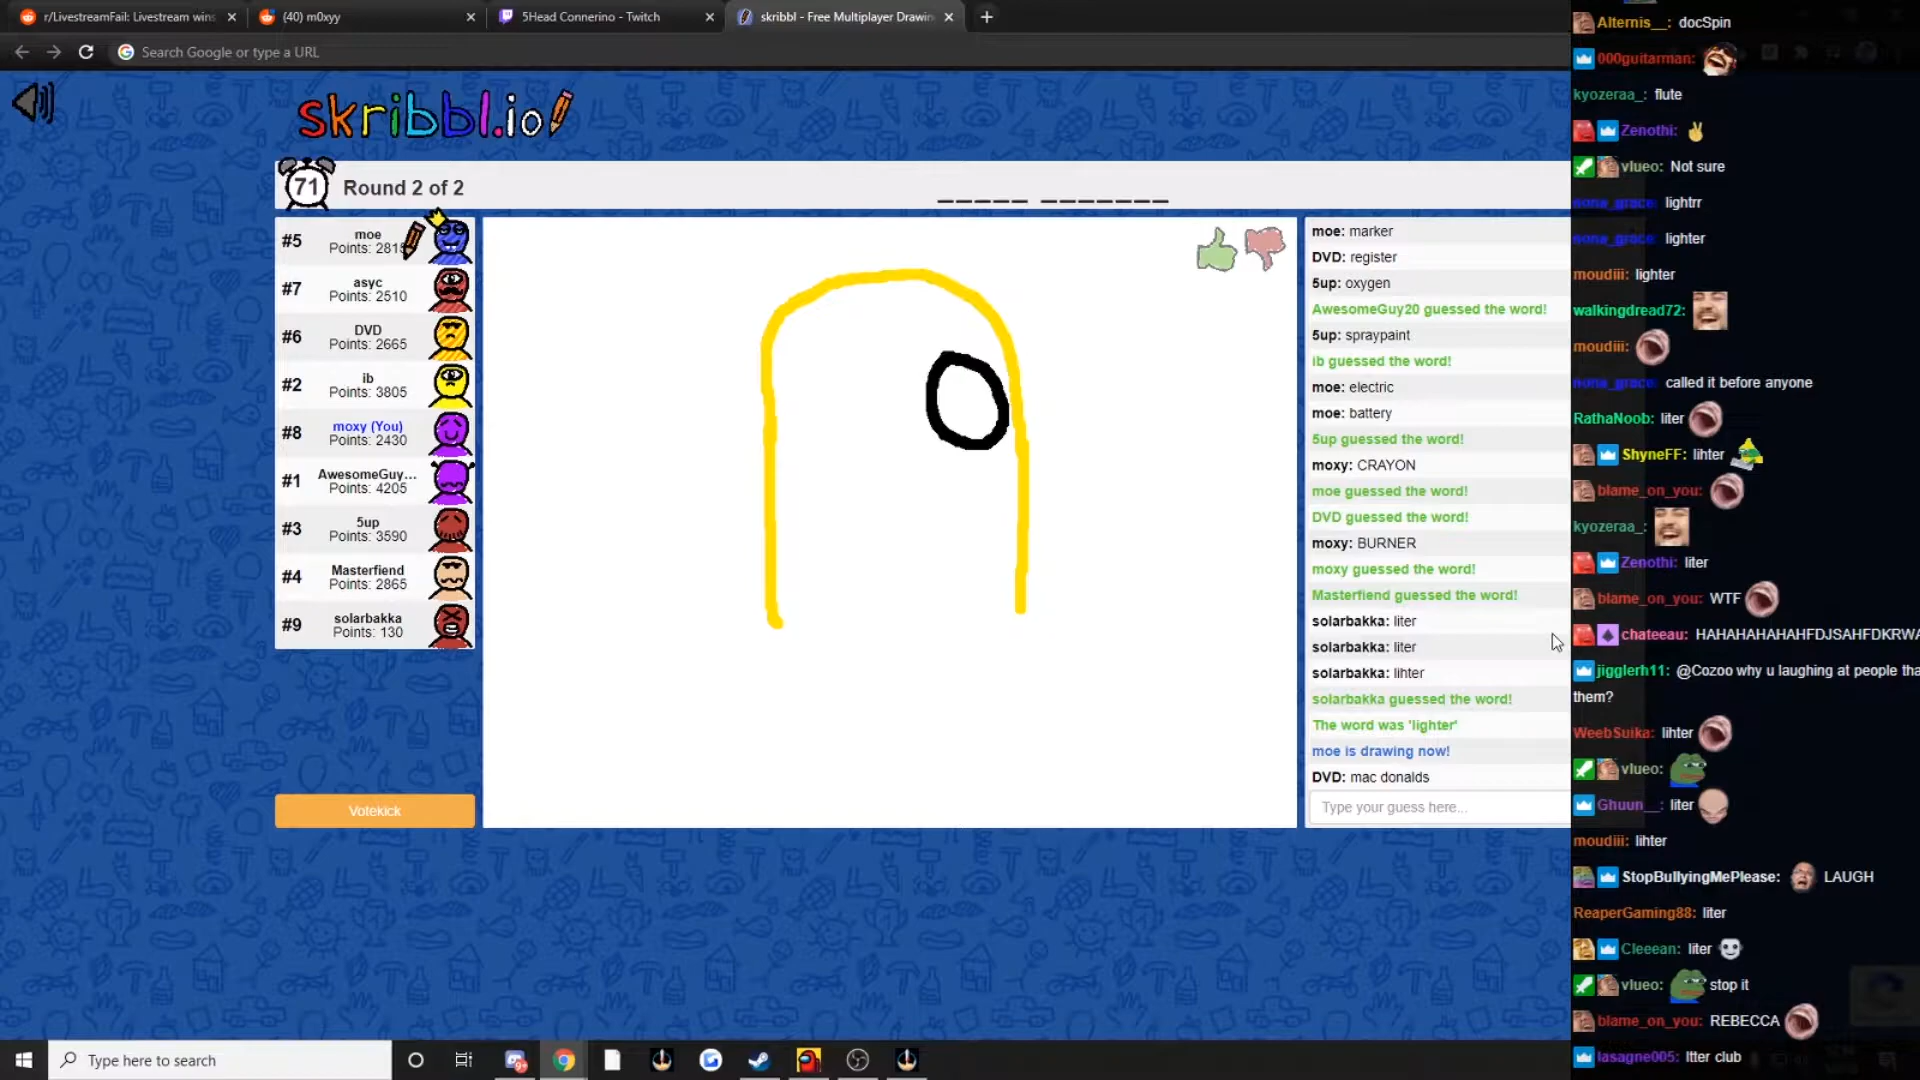 r/LivestreamFail: Livestream wins
(40) m0xyy
5Head Connerino - Twitch
skribbl - Free Multiplayer Drawin
Search Google or type a URL
skribbl.io
71
Round 2 of 2
_____ _______
#5
moe
Points: 2815
#7
asyc
Points: 2510
#6
DVD
Points: 2665
#2
ib
Points: 3805
#8
moxy (You)
Points: 2430
#1
AwesomeGuy...
Points: 4205
#3
5up
Points: 3590
#4
Masterfiend
Points: 2865
#9
solarbakka
Points: 130
Votekick
moe: marker
DVD: register
5up: oxygen
AwesomeGuy20 guessed the word!
5up: spraypaint
ib guessed the word!
moe: electric
moe: battery
5up guessed the word!
moxy: CRAYON
moe guessed the word!
DVD guessed the word!
moxy: BURNER
moxy guessed the word!
Masterfiend guessed the word!
solarbakka: liter
solarbakka: liter
solarbakka: lihter
solarbakka guessed the word!
The word was 'lighter'
moe is drawing now!
DVD: mac donalds
Type your guess here...
Alternis__: docSpin
000guitarman:
kyozeraa_: flute
Zenothi:
vlueo: Not sure
nona_grace: lightrr
nona_grace: lighter
moudiii: lighter
walkingdread72:
moudiii:
nona_grace: called it before anyone
RathaNoob: liter
ShyneFF: lihter
blame_on_you:
kyozeraa_:
Zenothi: liter
blame_on_you: WTF
chateeau: HAHAHAHAHAHFDJSAHFDKRWA
jigglerh11: @Cozoo why u laughing at people tha
them?
WeebSuika: lihter
vlueo:
Ghuun__: liter
moudiii: lihter
StopBullyingMePlease: LAUGH
ReaperGaming88: liter
Cleeean: liter
vlueo: stop it
blame_on_you: REBECCA
lasagne005: ltter club
Type here to search